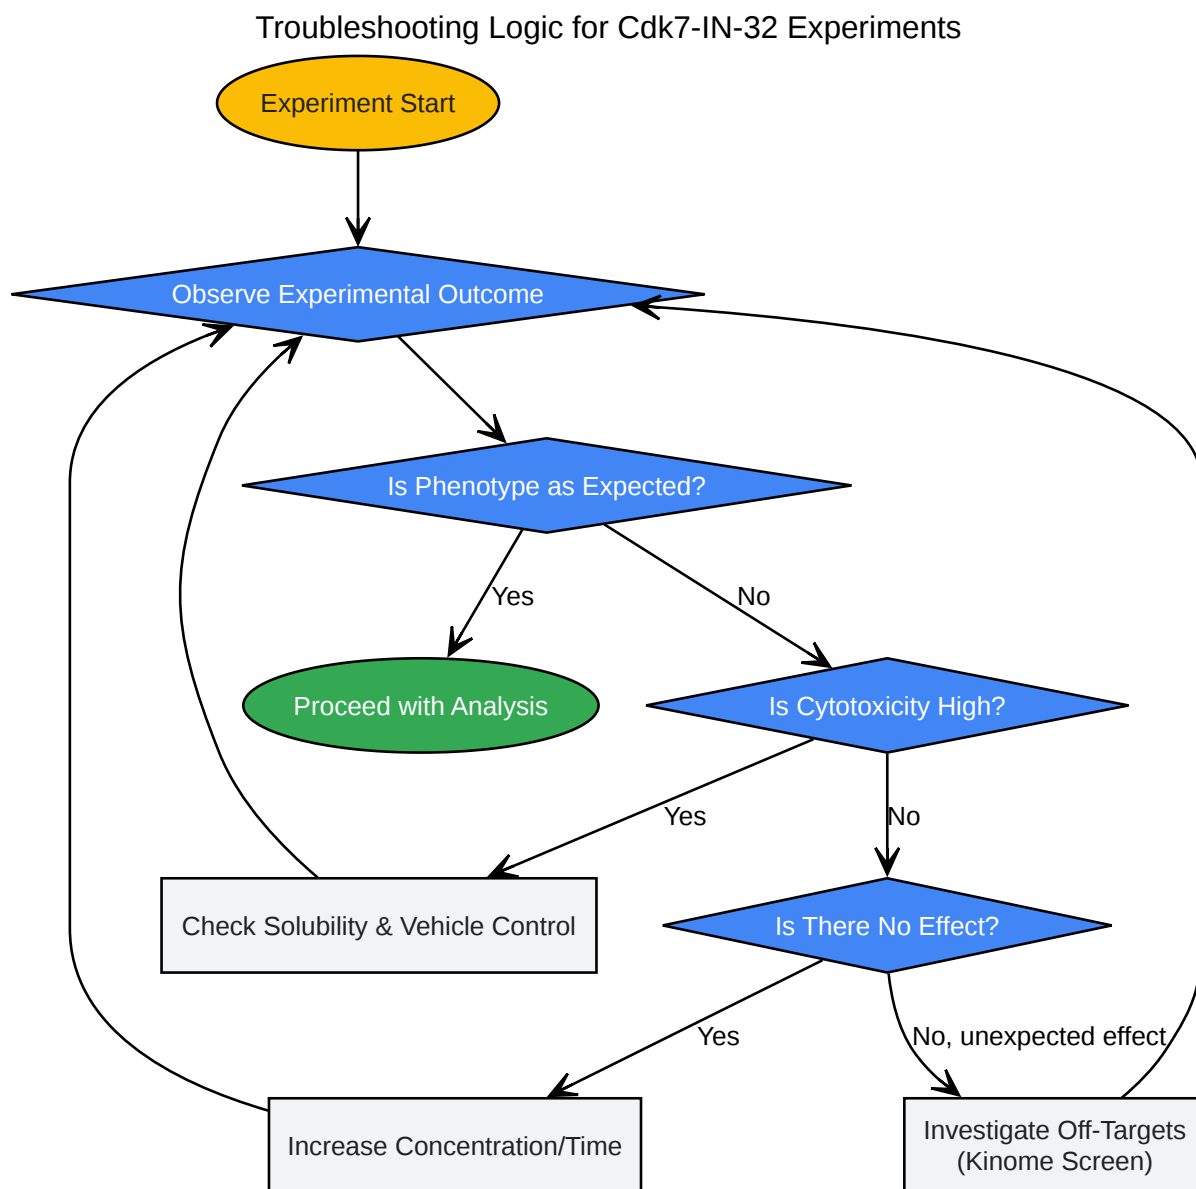 Troubleshooting Logic for Cdk7-IN-32 Experiments
Experiment Start
Observe Experimental Outcome
Is Phenotype as Expected?
Yes
No
Proceed with Analysis
Is Cytotoxicity High?
Yes
No
Check Solubility & Vehicle Control
Is There No Effect?
Yes
No, unexpected effect
Increase Concentration/Time
Investigate Off-Targets
(Kinome Screen)